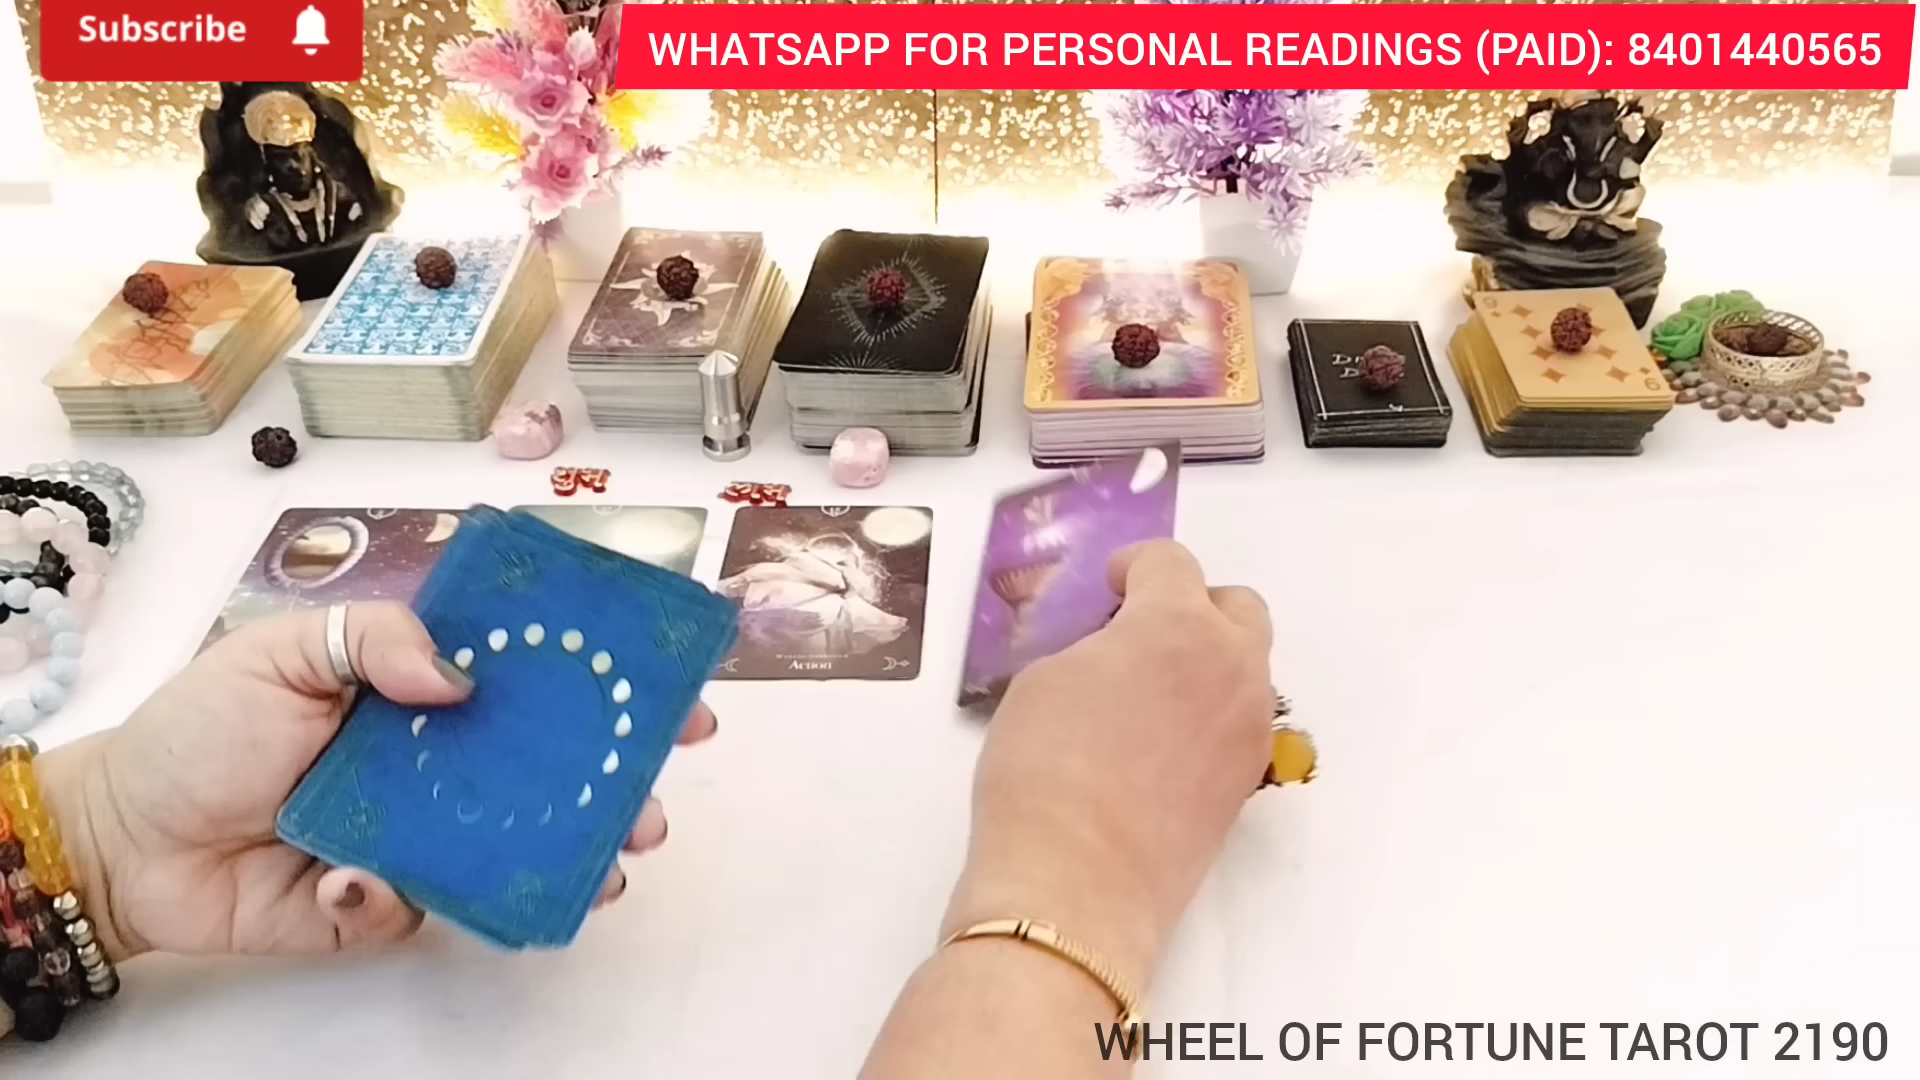 Subscribe
WHATSAPP FOR PERSONAL READINGS (PAID): 8401440565
शुभ
लाभ
Action
WHEEL OF FORTUNE TAROT 2190